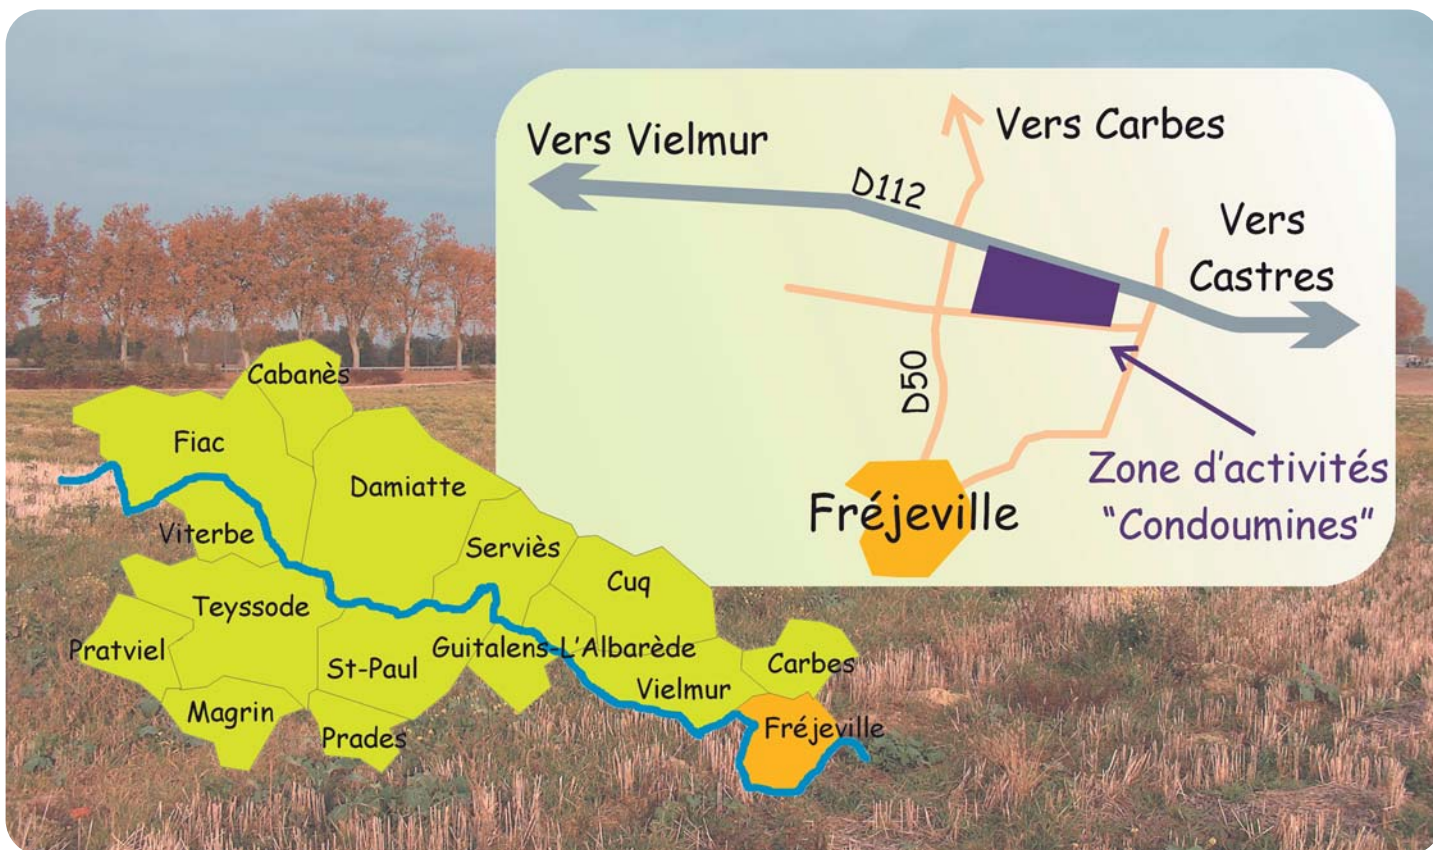 Vers Vielmur
Vers Carbes
D112
Vers
Castres
D50
Zone d'activités
"Condoumines"
Fréjeville
Cabanès
Fiac
Damiatte
Viterbe
Serviès
Cuq
Teyssode
Pratviel
Guitalens-L'Albarède
St-Paul
Carbes
Vielmur
Magrin
Prades
Fréjeville